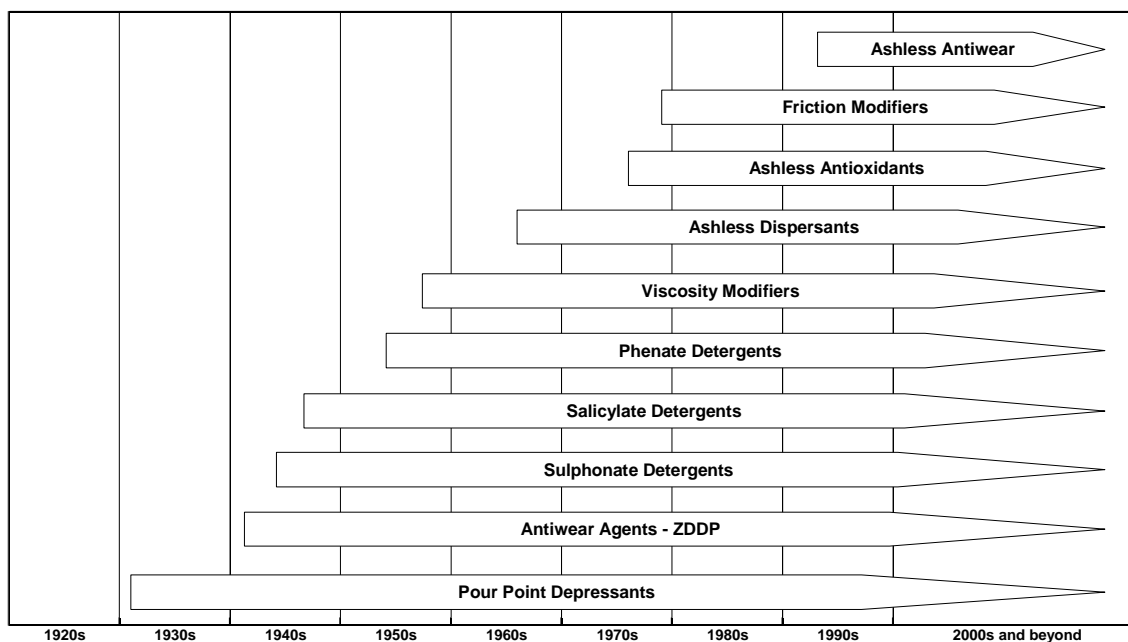 Ashless Antiwear
Friction Modifiers
Ashless Antioxidants
Ashless Dispersants
Viscosity Modifiers
Phenate Detergents
Salicylate Detergents
Sulphonate Detergents
Antiwear Agents - ZDDP
Pour Point Depressants
1920s 1930s 1940s 1950s 1960s 1970s 1980s 1990s 2000s and beyond